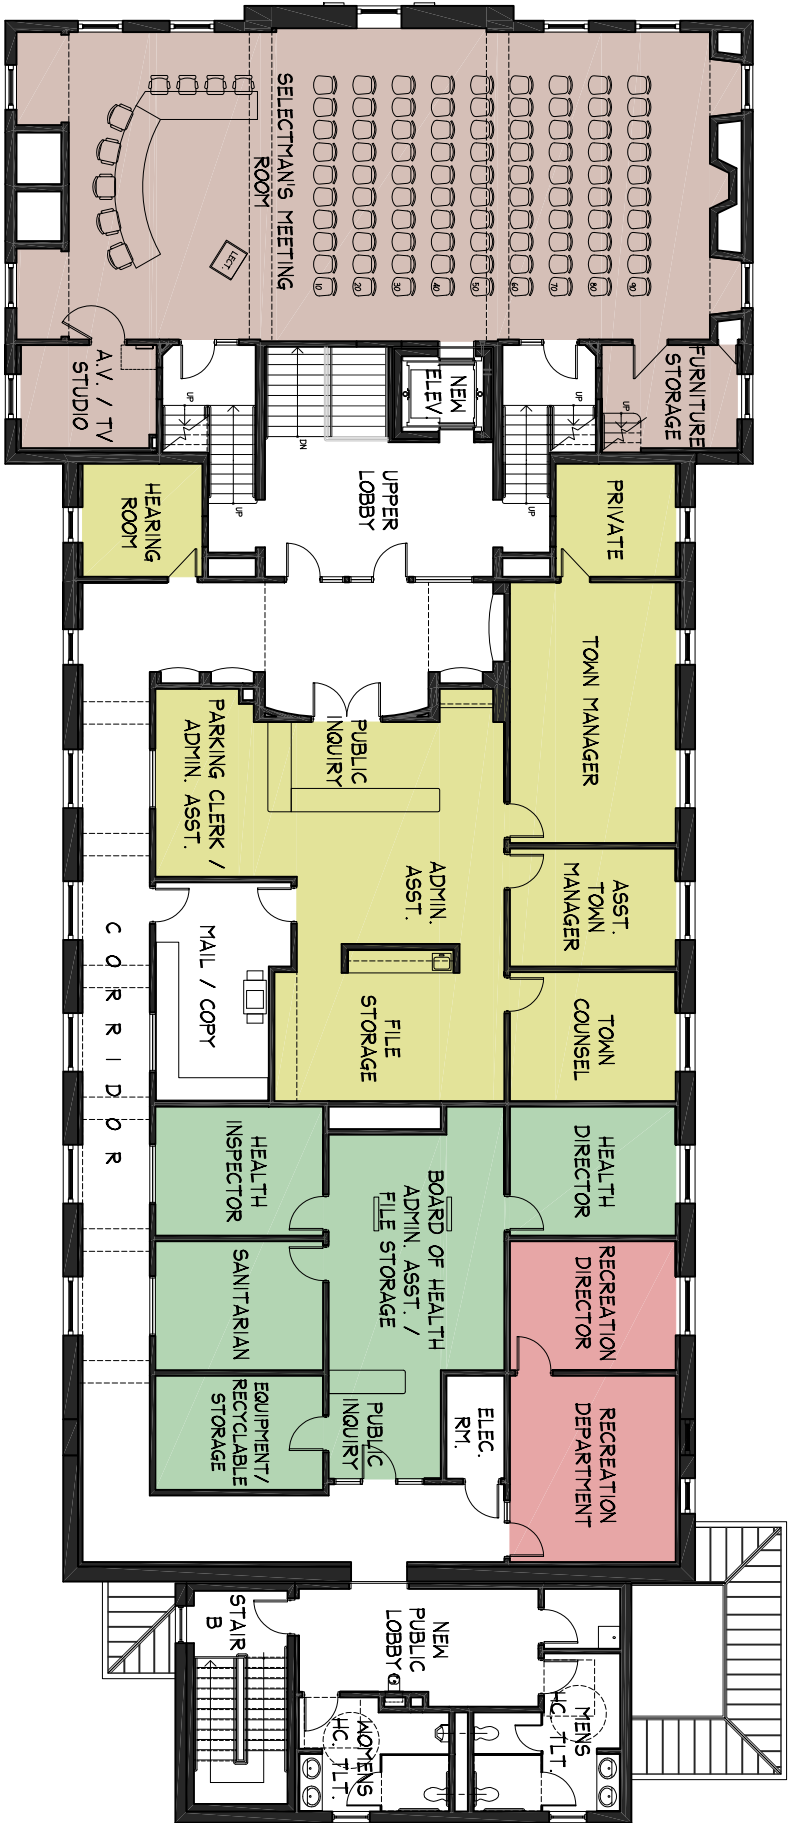 SELECTMAN'S MEETING
ROOM
LECT.
10
20
30
40
50
60
70
80
90
A.V. / TV
STUDIO
UP
UP
DN
NEW
ELEV.
UP
UP
UP
FURNITURE
STORAGE
HEARING
ROOM
UPPER
LOBBY
PRIVATE
TOWN MANAGER
PARKING CLERK /
ADMIN. ASST.
PUBLIC
INQUIRY
ADMIN.
ASST.
ASST.
TOWN
MANAGER
MAIL / COPY
FILE
STORAGE
TOWN
COUNSEL
CORRIDOR
HEALTH
INSPECTOR
BOARD OF HEALTH
ADMIN. ASST. /
FILE STORAGE
HEALTH
DIRECTOR
SANITARIAN
RECREATION
DIRECTOR
EQUIPMENT/
RECYCLABLE
STORAGE
PUBLIC
INQUIRY
ELEC.
RM.
RECREATION
DEPARTMENT
STAIR
B
NEW
PUBLIC
LOBBY
WOMENS
HC. TLT.
MENS
HC. TLT.